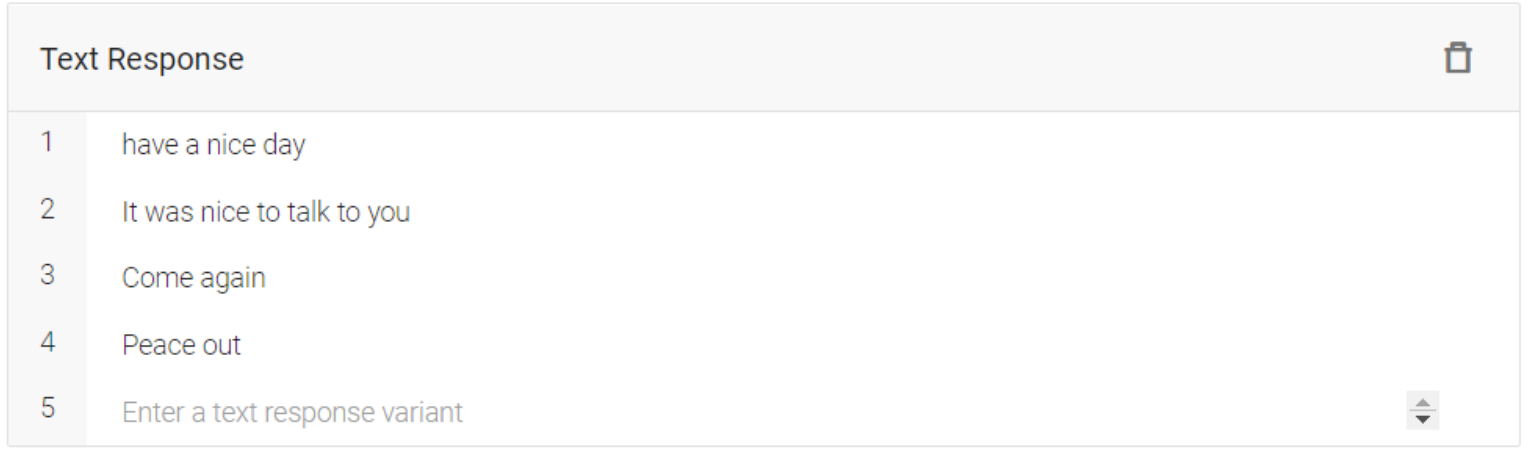 Text Response
1 have a nice day
2 It was nice to talk to you
3 Come again
4 Peace out
5 Enter a text response variant